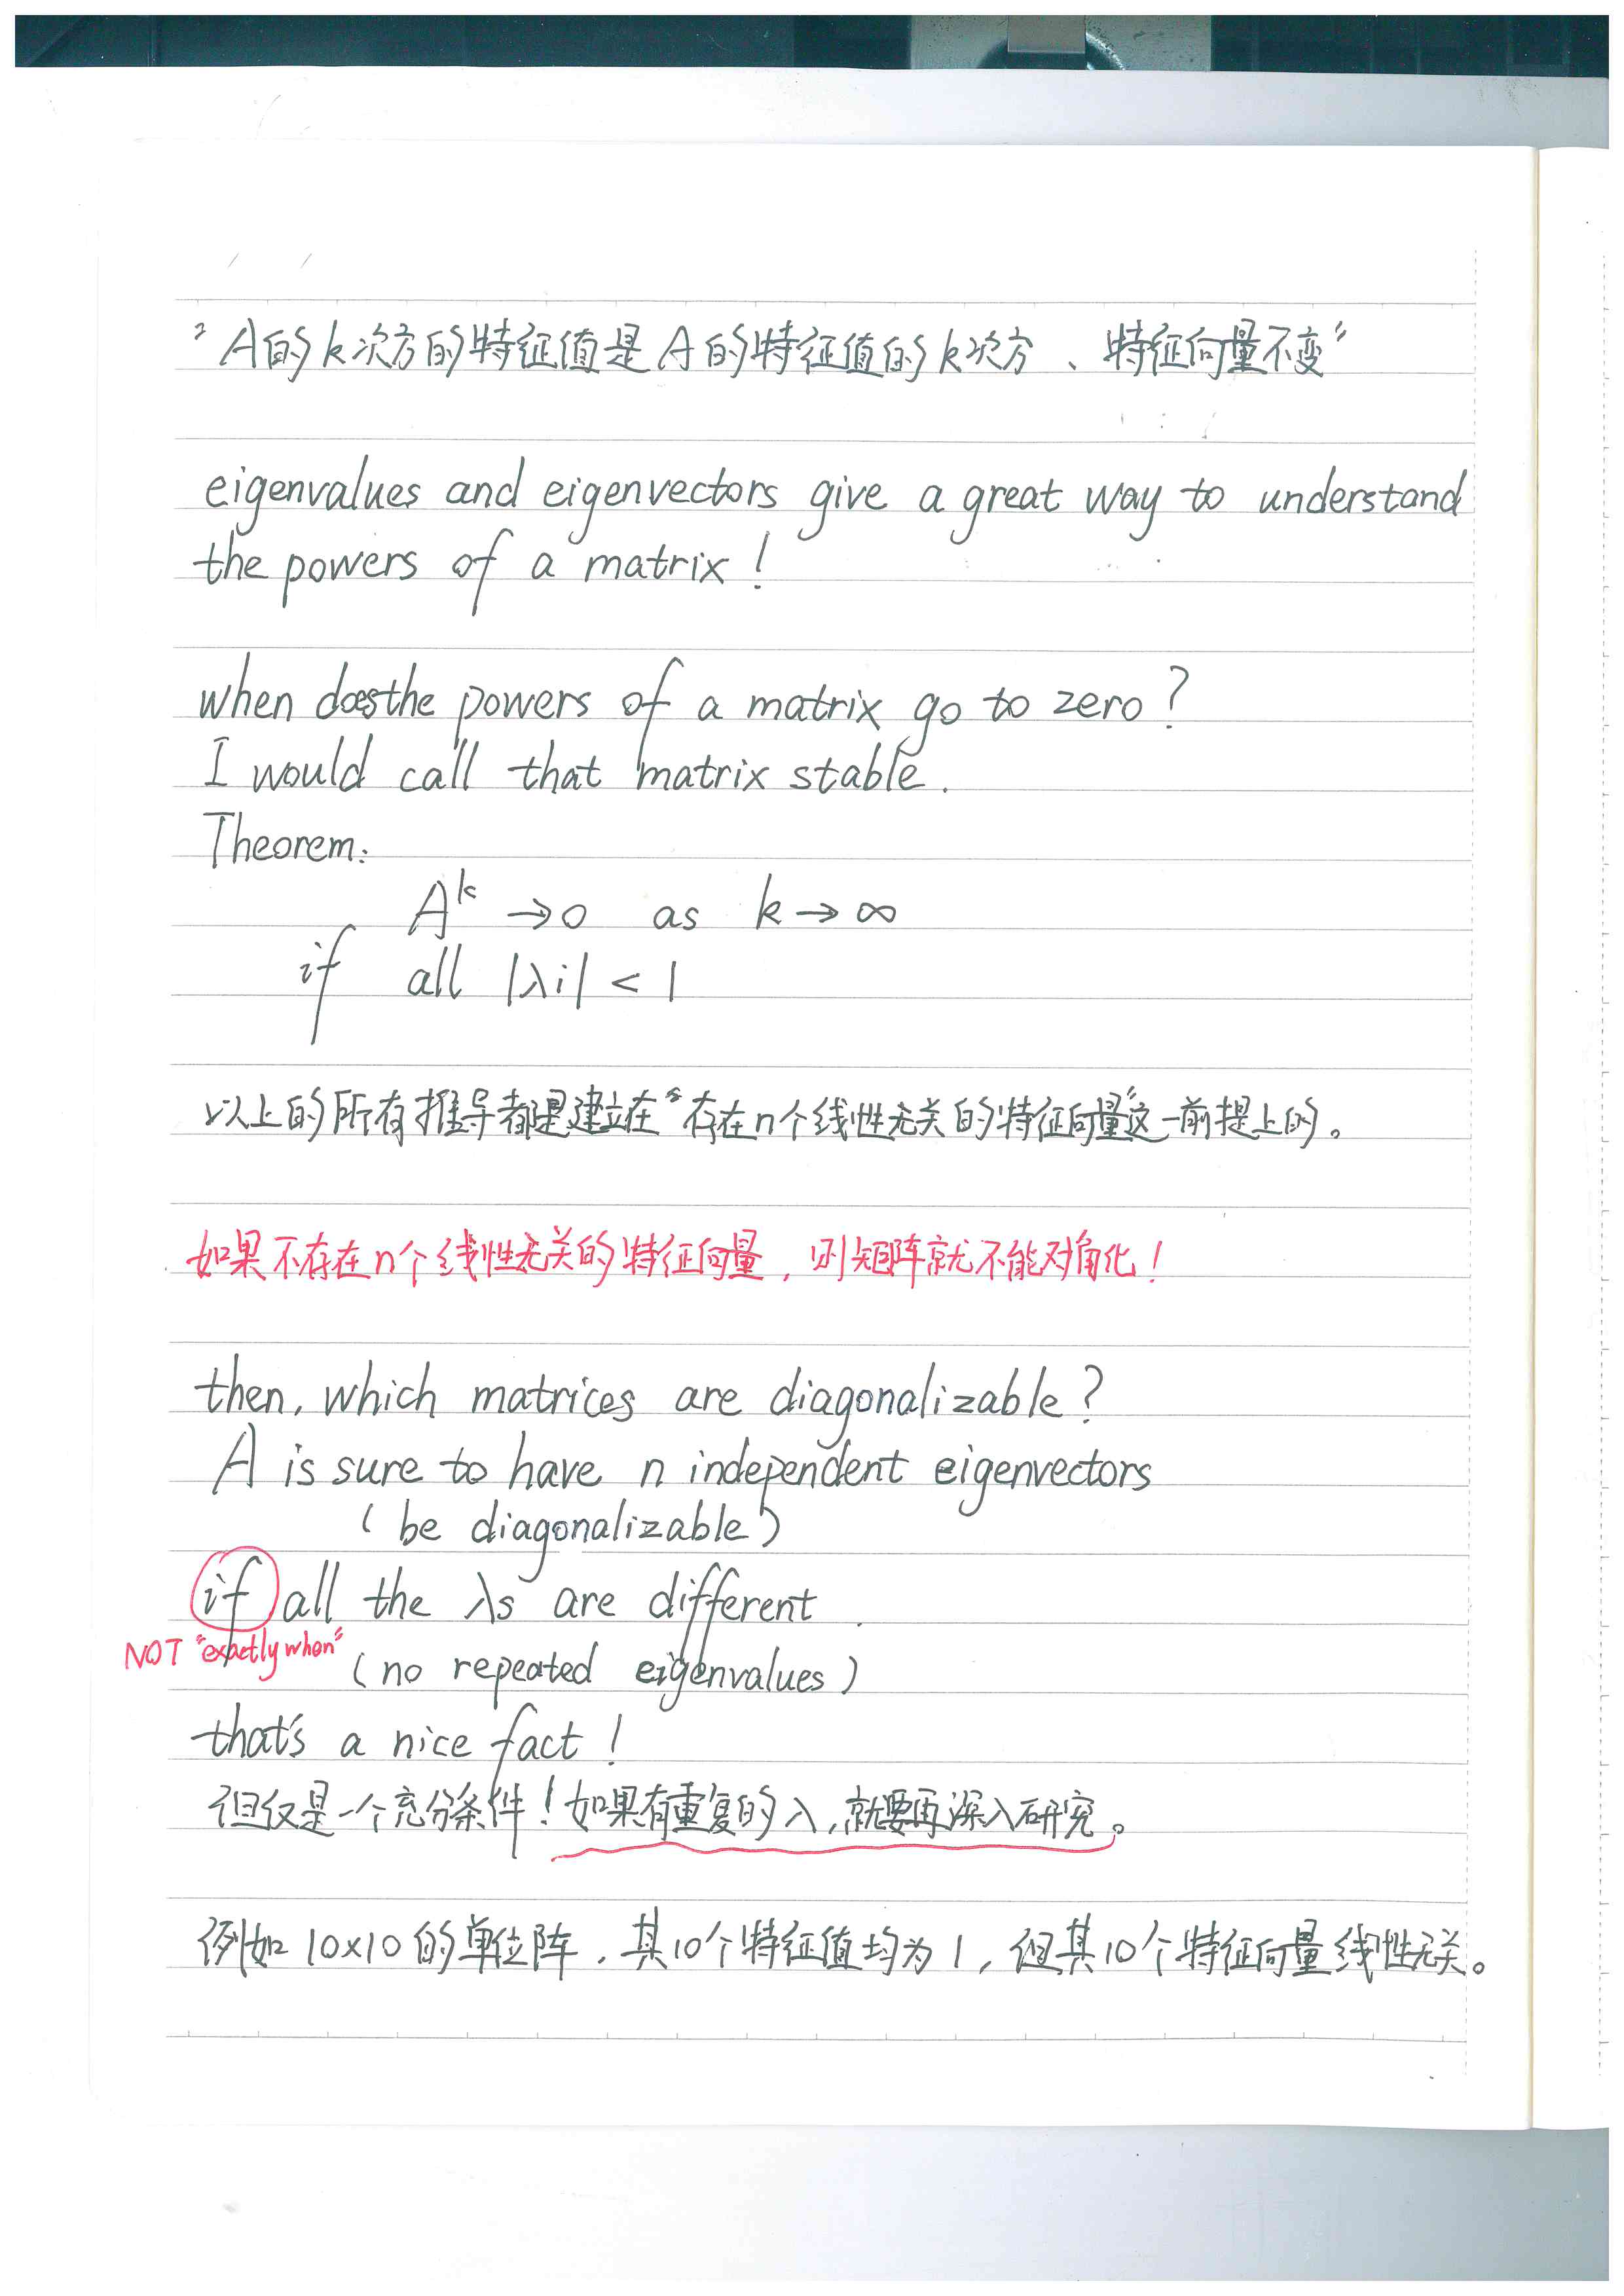 "A的k次方的特征值是A的特征值的k次方、特征向量不变"
eigenvalues and eigenvectors give a great way to understand
the powers of a matrix!
when does the powers of a matrix go to zero?
I would call that matrix stable.
Theorem:
A^k → 0 as k → ∞
if all |λi| < 1
以上的所有推导都是建立在"存在n个线性无关的特征向量"这一前提上的。
如果不存在n个线性无关的特征向量，则矩阵就不能对角化！
then, which matrices are diagonalizable?
A is sure to have n independent eigenvectors
(be diagonalizable)
if all the λs are different.
NOT "exactly when"
(no repeated eigenvalues)
that's a nice fact!
但仅是一个充分条件！如果有重复的λ，就要再深入研究。
例如10×10的单位阵，其10个特征值均为1，但其10个特征向量线性无关。